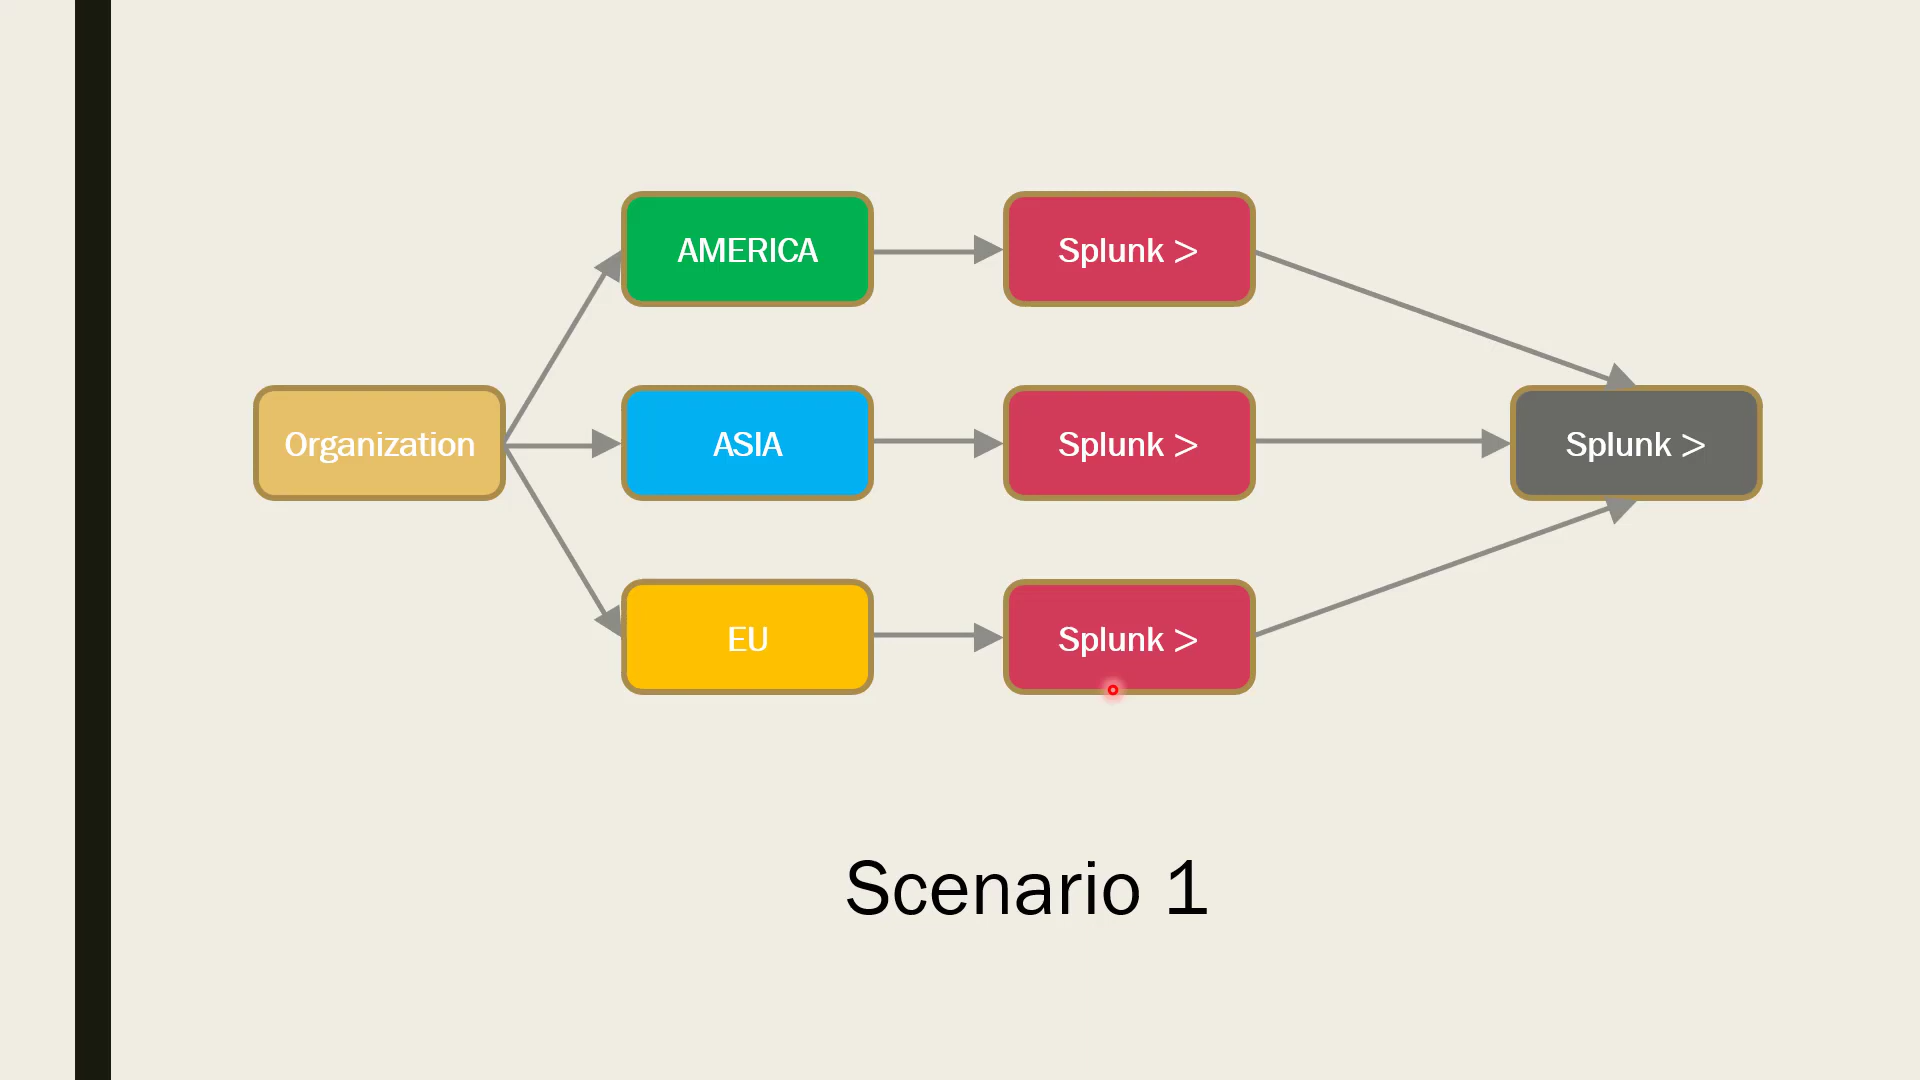 AMERICA
Splunk >
Organization
ASIA
Splunk >
Splunk >
EU
Splunk >
Scenario 1